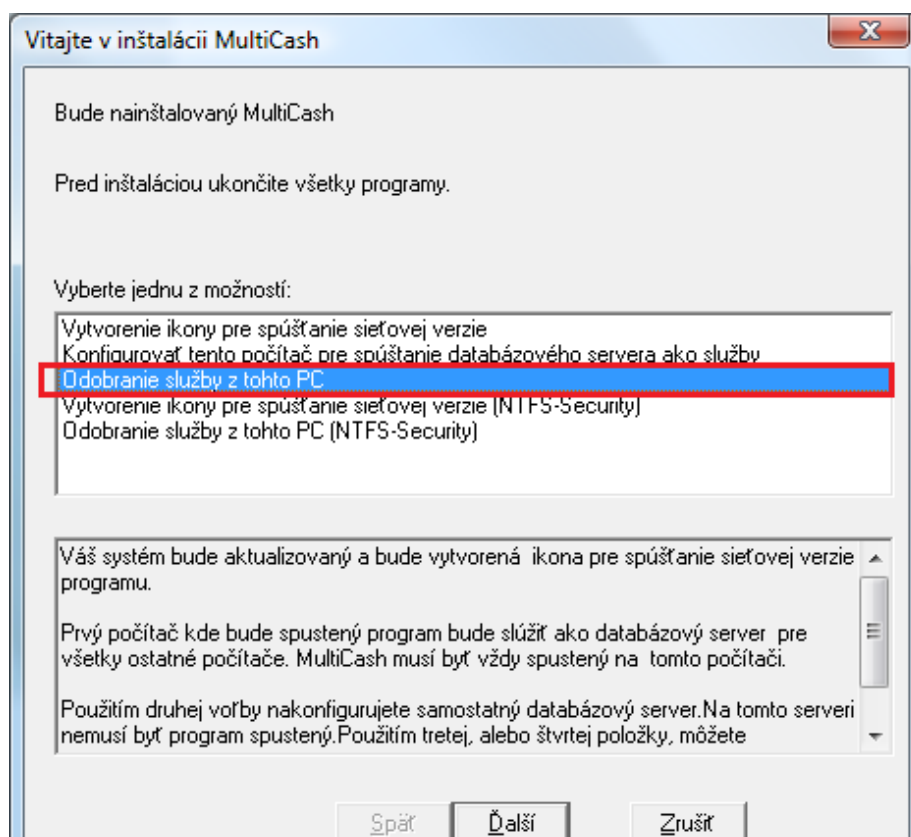 Vitajte v inštalácii MultiCash
Bude nainštalovaný MultiCash
Pred inštaláciou ukončite všetky programy.
Vyberte jednu z možností:
Vytvorenie ikony pre spúšťanie sieťovej verzie
Konfigurovať tento počítač pre spúštanie databázového servera ako služby
Odobranie služby z tohto PC
Vytvorenie ikony pre spúšťanie sieťovej verzie (NTFS-Security)
Odobranie služby z tohto PC (NTFS-Security)
Váš systém bude aktualizovaný a bude vytvorená ikona pre spúšťanie sieťovej verzie
programu.
Prvý počítač kde bude spustený program bude slúžiť ako databázový server pre
všetky ostatné počítače. MultiCash musí byť vždy spustený na tomto počítači.
Použitím druhej voľby nakonfigurujete samostatný databázový server.Na tomto serveri
nemusí byť program spustený.Použitím tretej, alebo štvrtej položky, môžete
Späť Ďalší Zrušiť